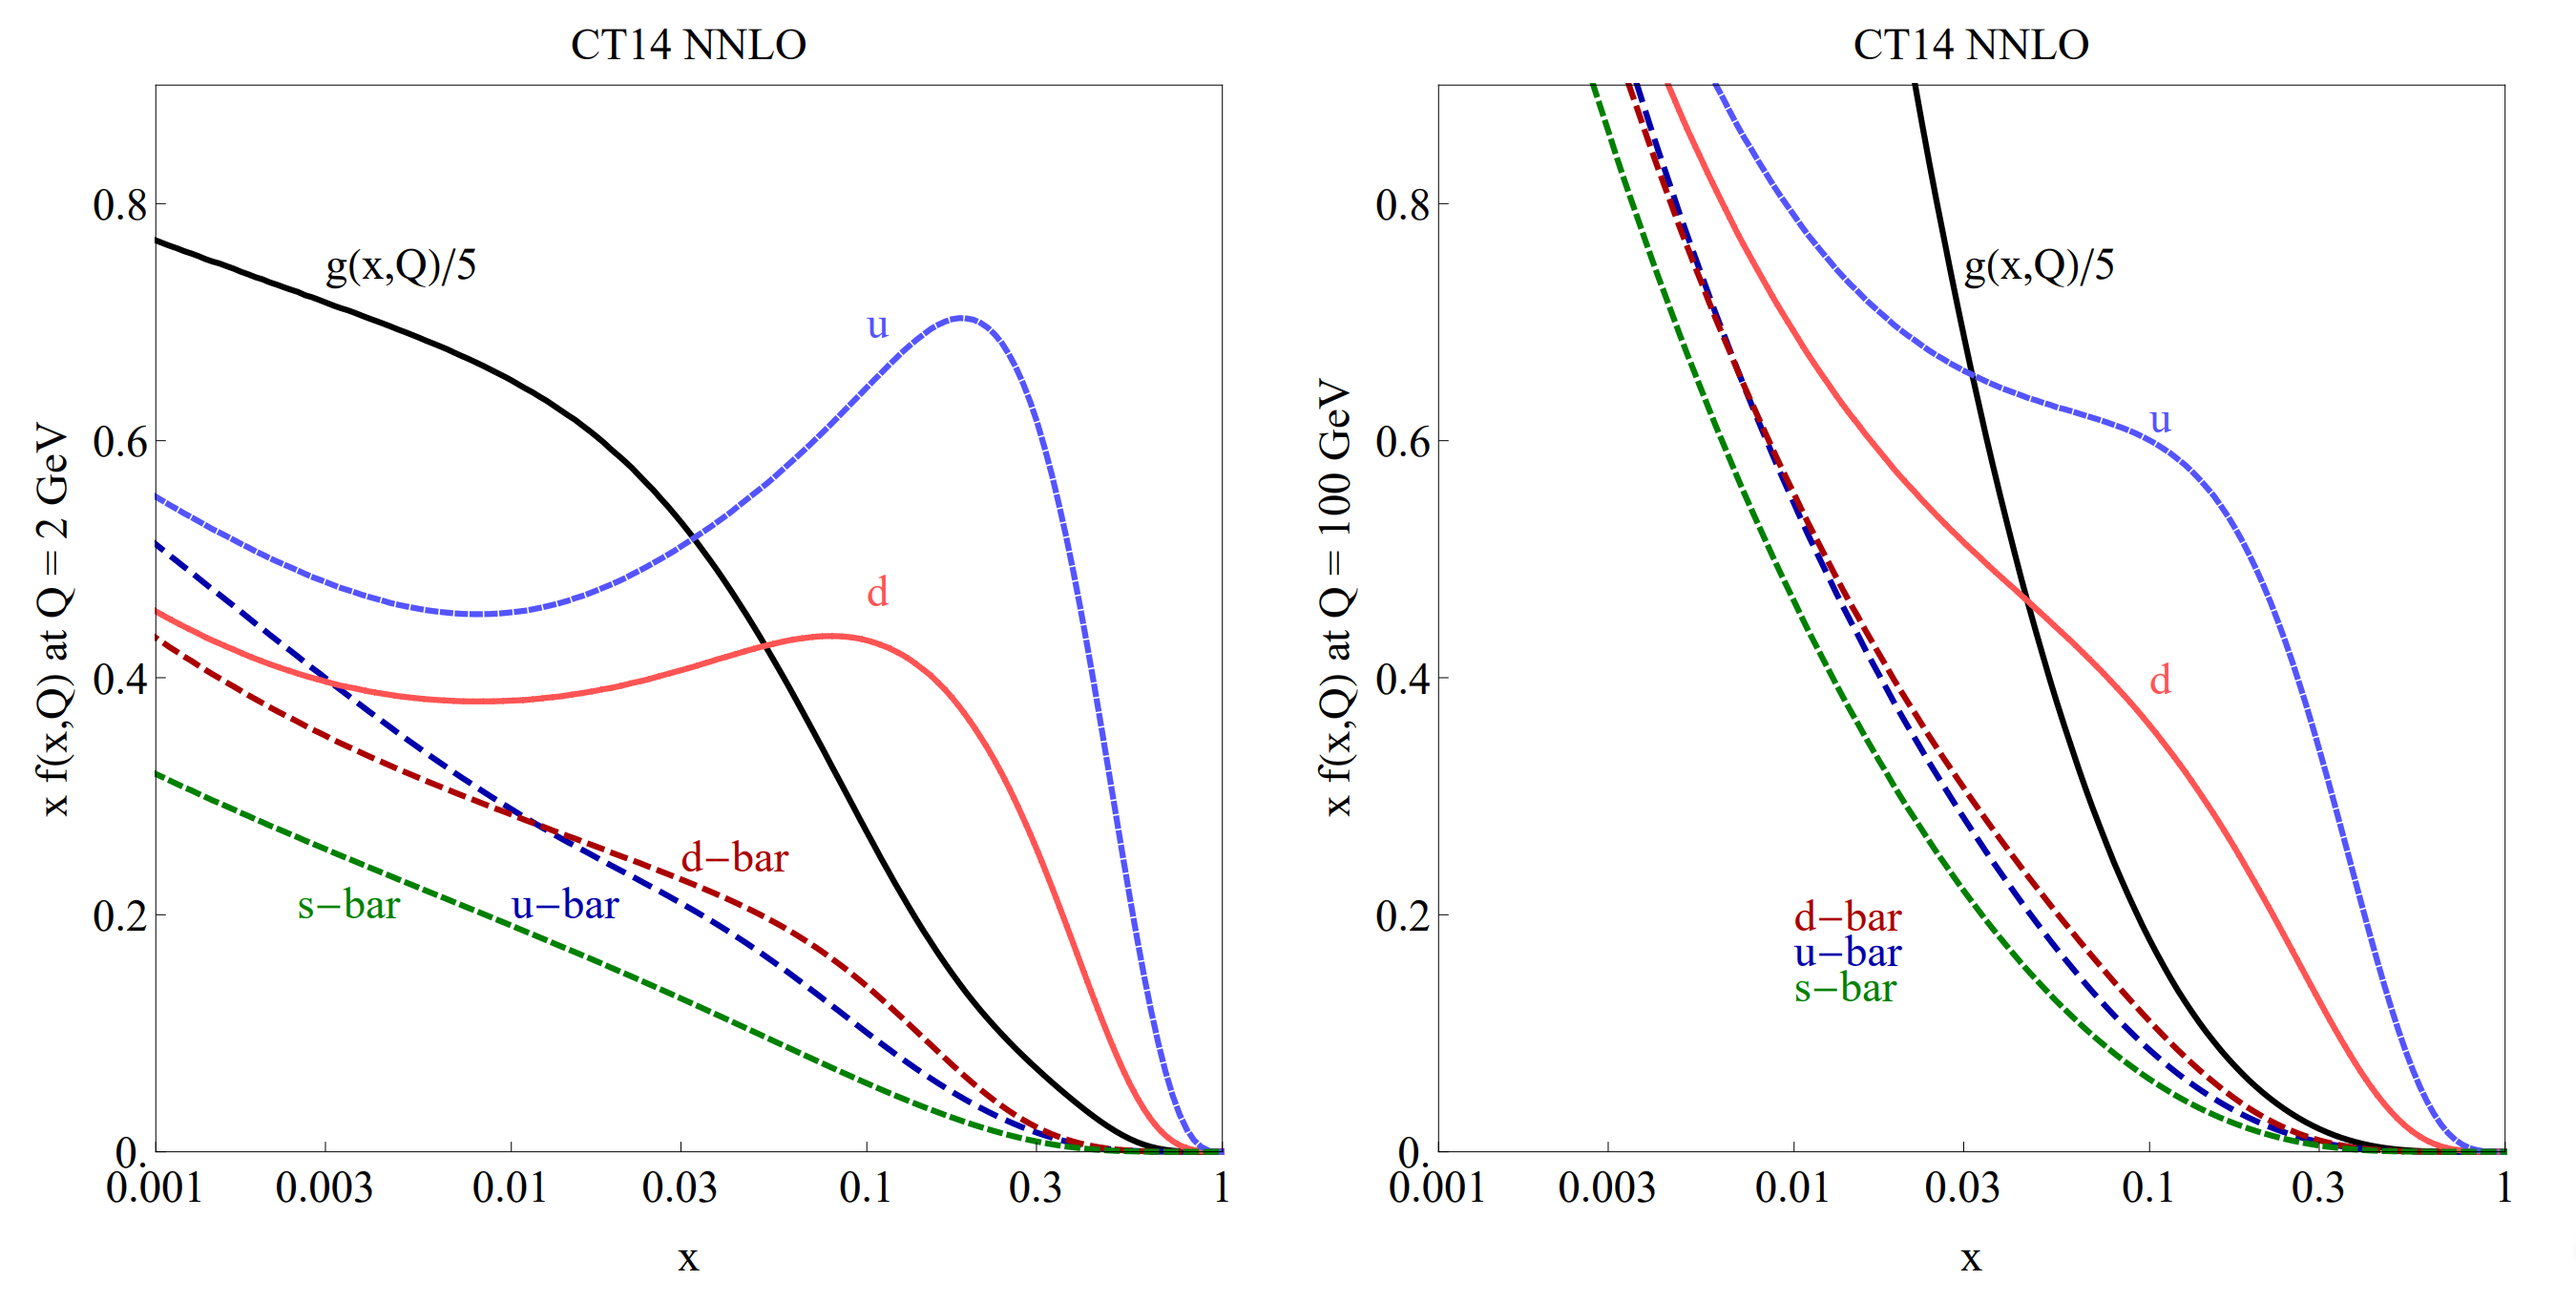 CT14 NNLO
x f(x,Q) at Q = 2 GeV
0.8
0.6
0.4
0.2
0.
g(x,Q)/5
u
d
d−bar
s−bar
u−bar
0.001
0.003
0.01
0.03
0.1
0.3
1
x
CT14 NNLO
x f(x,Q) at Q = 100 GeV
0.8
0.6
0.4
0.2
0.
g(x,Q)/5
u
d
d−bar
u−bar
s−bar
0.001
0.003
0.01
0.03
0.1
0.3
1
x